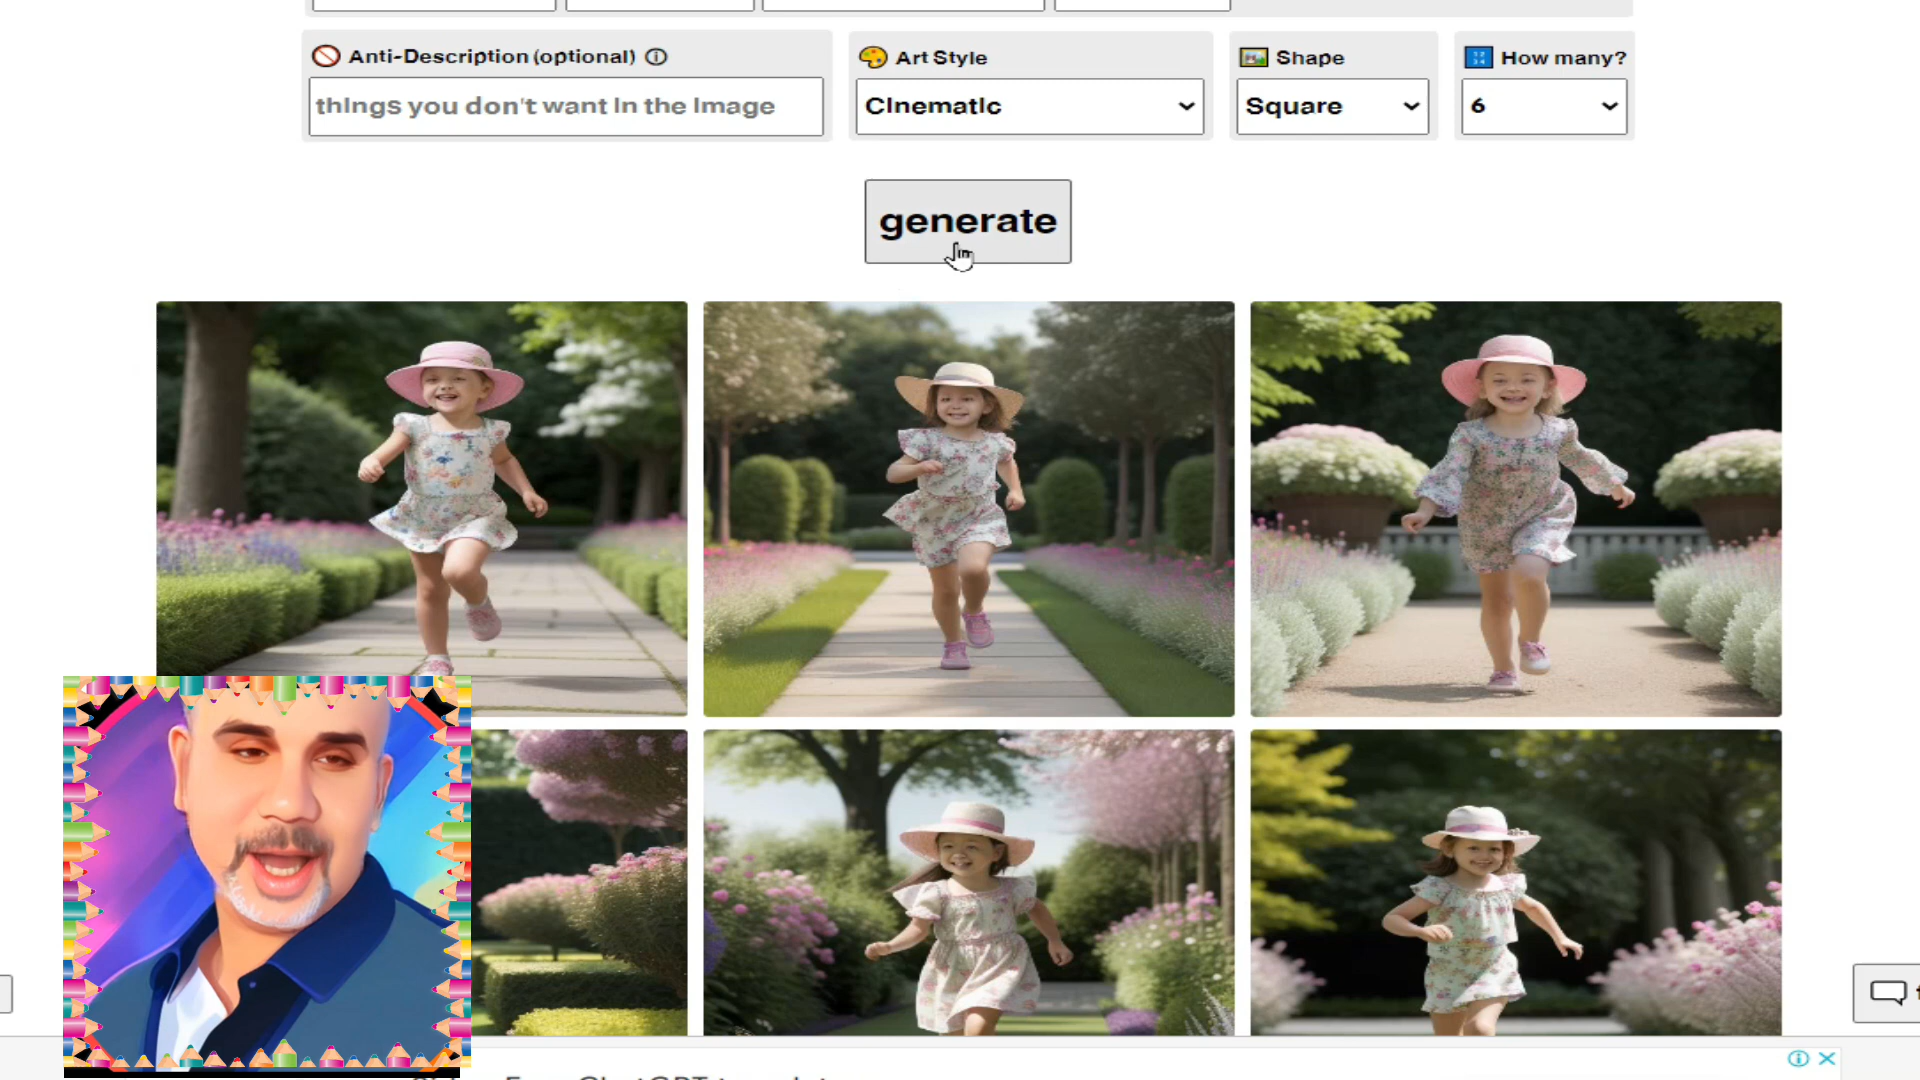 Anti-Description (optional)
Art Style
Shape
How many?
things you don't want in the image
Cinematic
Square
6
generate